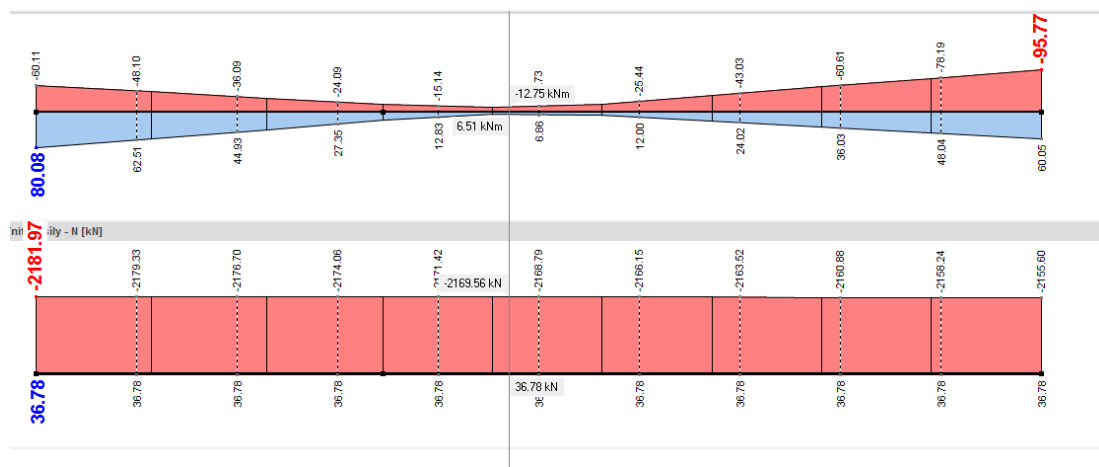 -60.11 -48.10 -36.09 -24.09 -15.14 .73 -25.44 -43.03 -60.61 -78.19 -95.77
-12.75 kNm
6.51 kNm
80.08 62.51 44.93 27.35 12.83 6.86 12.00 24.02 36.03 48.04 60.05
síly - N [kN]
-2181.97 -2179.33 -2176.70 -2174.06 -2171.42 -2168.79 -2166.15 -2163.52 -2160.88 -2158.24 -2155.60
-2169.56 kN
36.78 kN
36.78 36.78 36.78 36.78 36.78 36.78 36.78 36.78 36.78 36.78